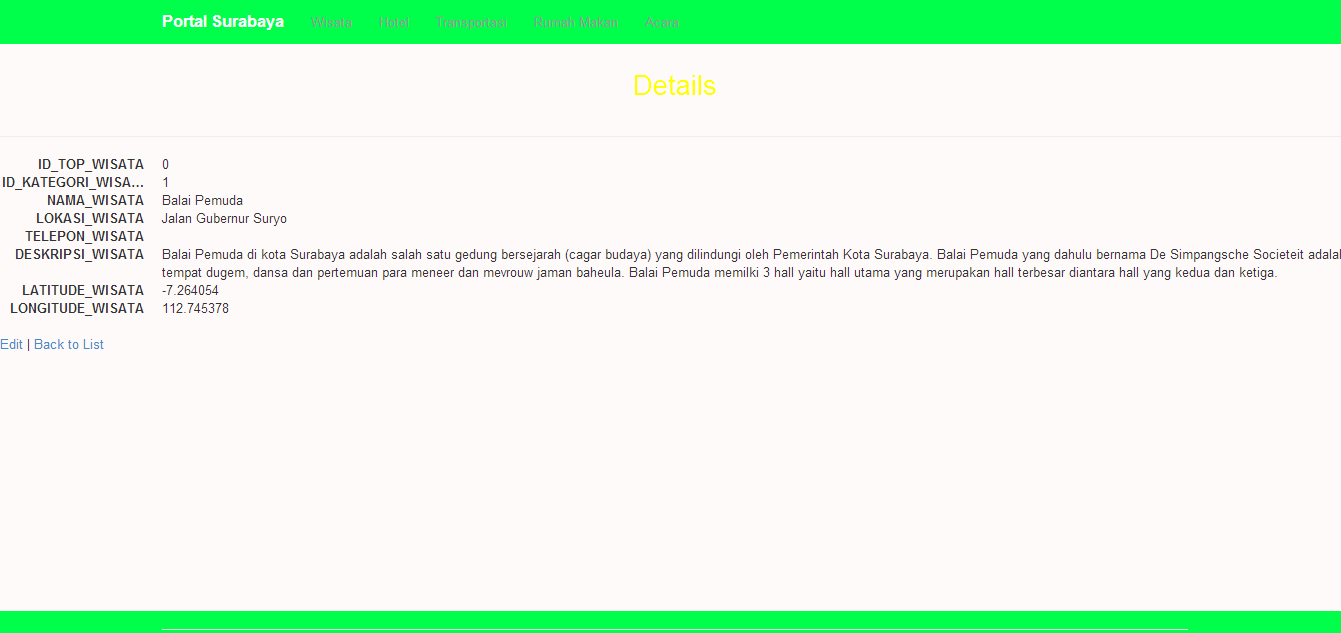 Portal Surabaya Wisata Hotel Transportasi Rumah Makan Acara
Details
ID_TOP_WISATA 0
ID_KATEGORI_WISA... 1
NAMA_WISATA Balai Pemuda
LOKASI_WISATA Jalan Gubernur Suryo
TELEPON_WISATA
DESKRIPSI_WISATA Balai Pemuda di kota Surabaya adalah salah satu gedung bersejarah (cagar budaya) yang dilindungi oleh Pemerintah Kota Surabaya. Balai Pemuda yang dahulu bernama De Simpangsche Societeit
tempat dugem, dansa dan pertemuan para meneer dan mevrouw jaman baheula. Balai Pemuda memilki 3 hall yaitu hall utama yang merupakan hall terbesar diantara hall yang kedua dan ketiga.
LATITUDE_WISATA -7.264054
LONGITUDE_WISATA 112.745378
Edit | Back to List